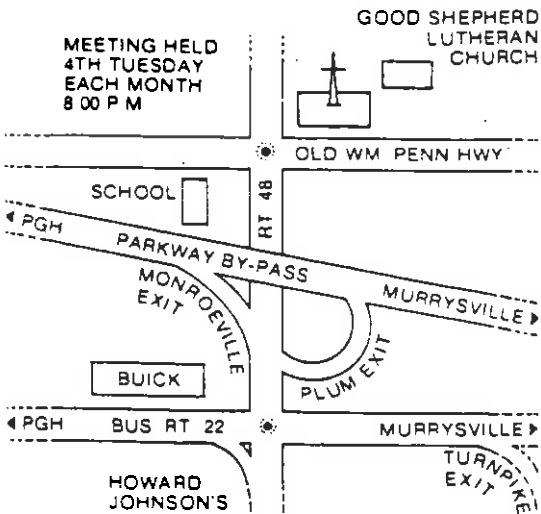 GOOD SHEPHERD
LUTHERAN
CHURCH
MEETING HELD
4TH TUESDAY
EACH MONTH
8 00 P M
OLD WM PENN HWY
SCHOOL
RT 48
PGH
PARKWAY BY-PASS
MURRYSVILLE
MONROEVILLE
EXIT
PLUM EXIT
BUICK
PGH
BUS RT 22
MURRYSVILLE
TURNPIKE
EXIT
HOWARD
JOHNSON'S